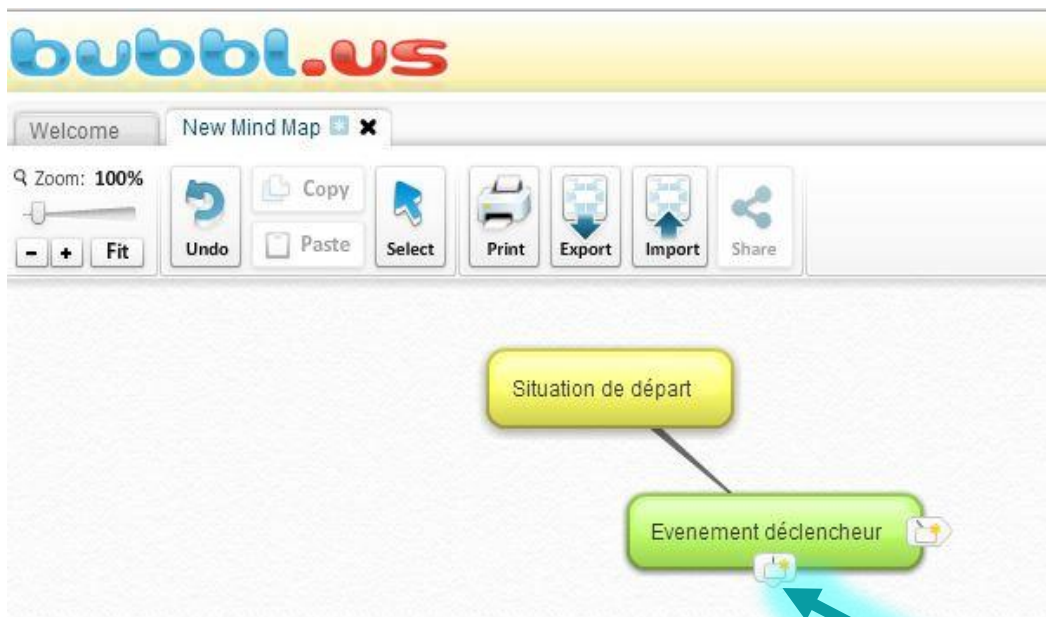 bubbl.us
Welcome
New Mind Map
Zoom: 100%
- + Fit
Undo
Copy
Paste
Select
Print
Export
Import
Share
Situation de départ
Evenement déclencheur